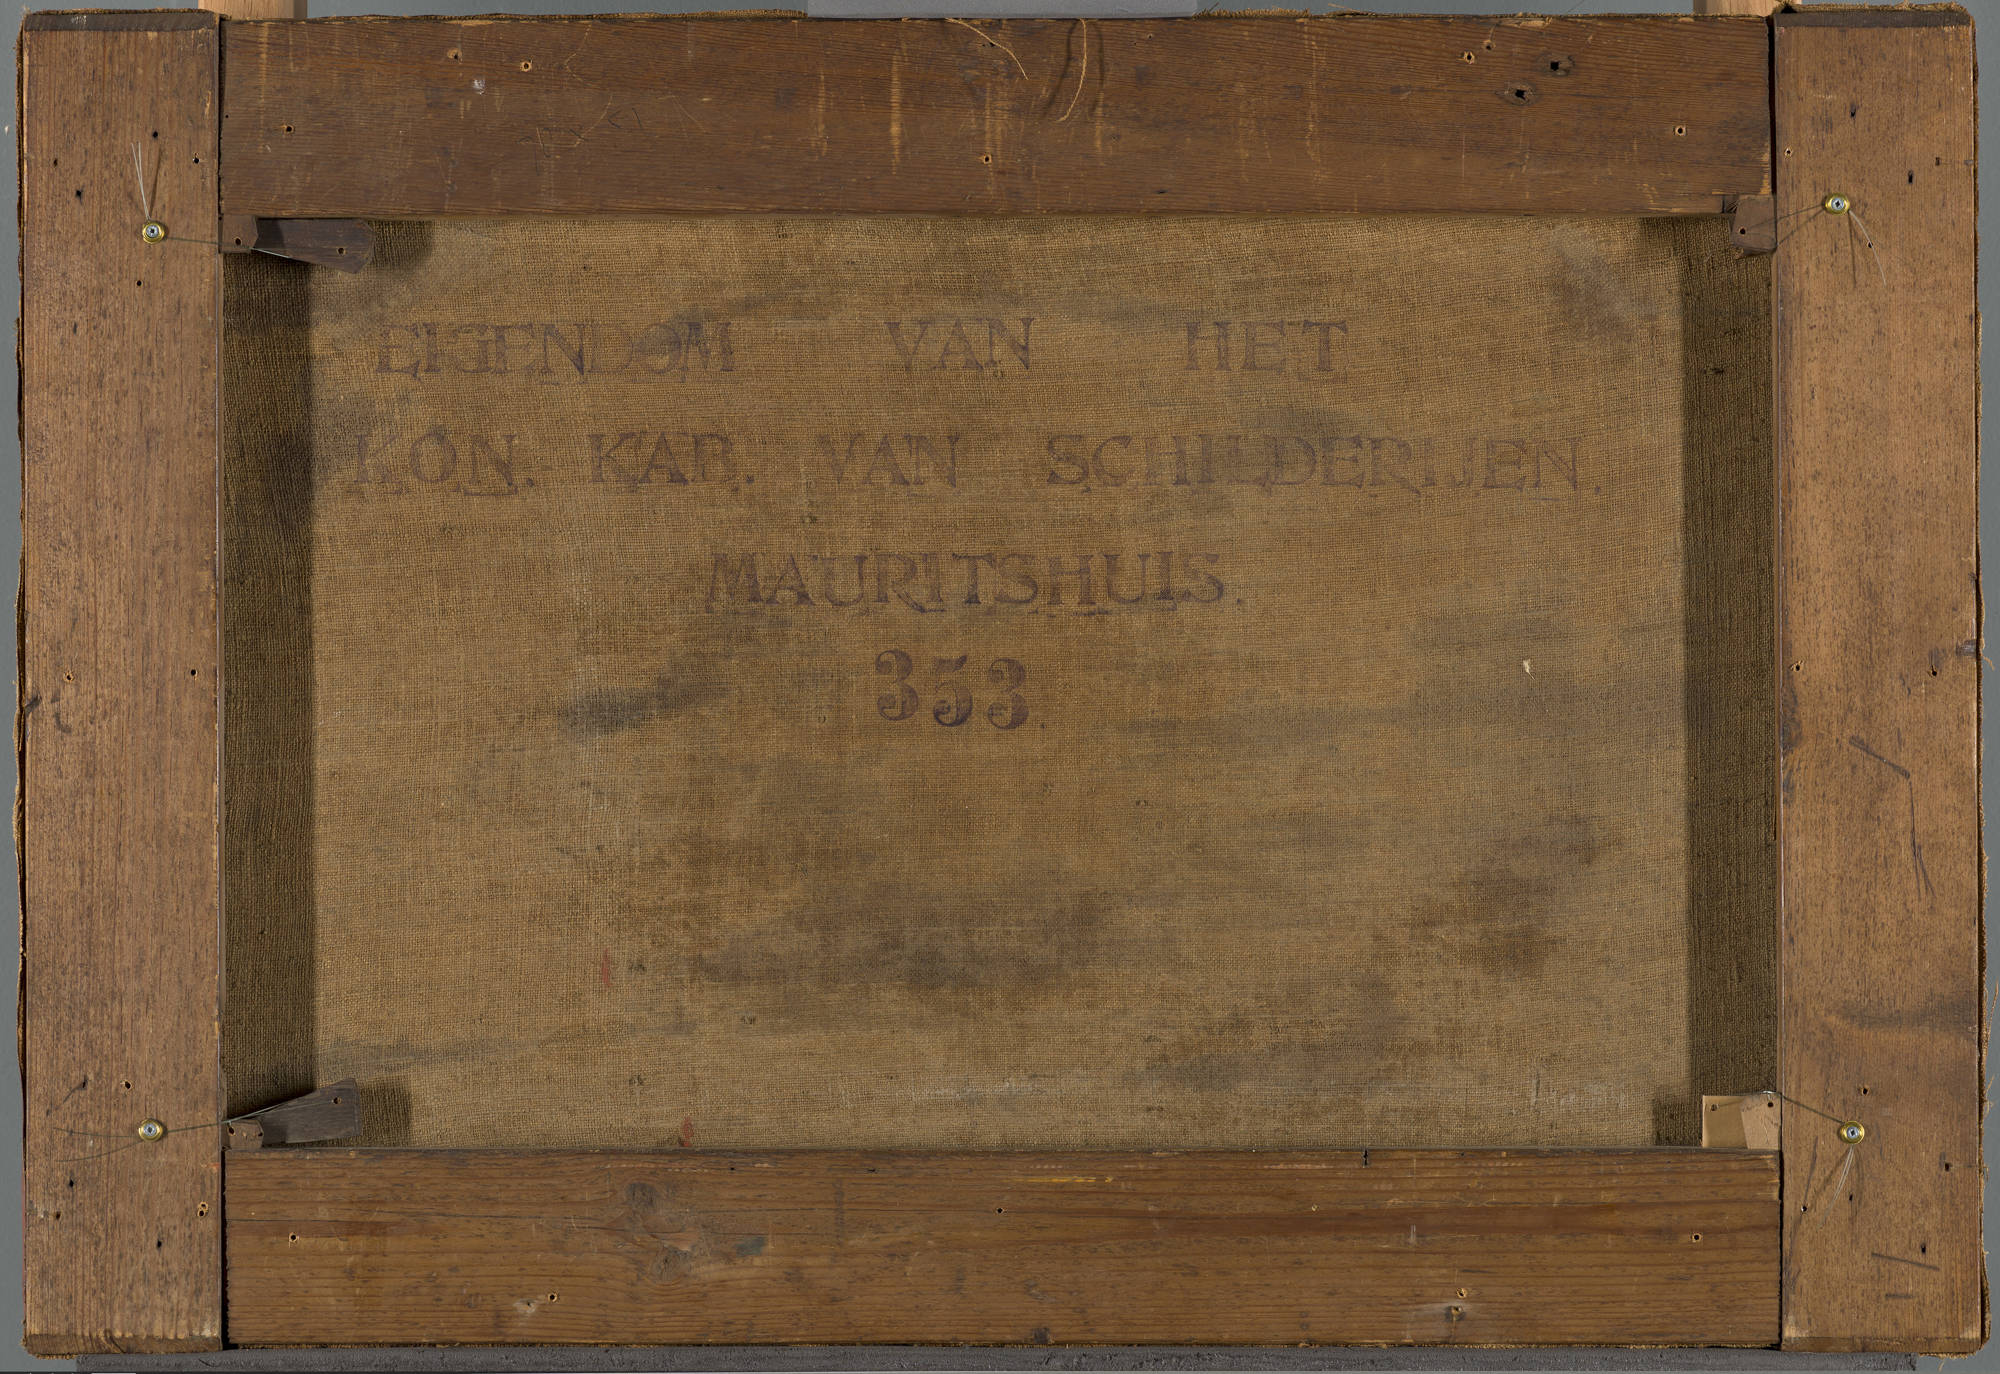 EIGENDOM VAN HET
KON. KAB. VAN SCHILDERIJEN.
MAURITSHUIS.
353.